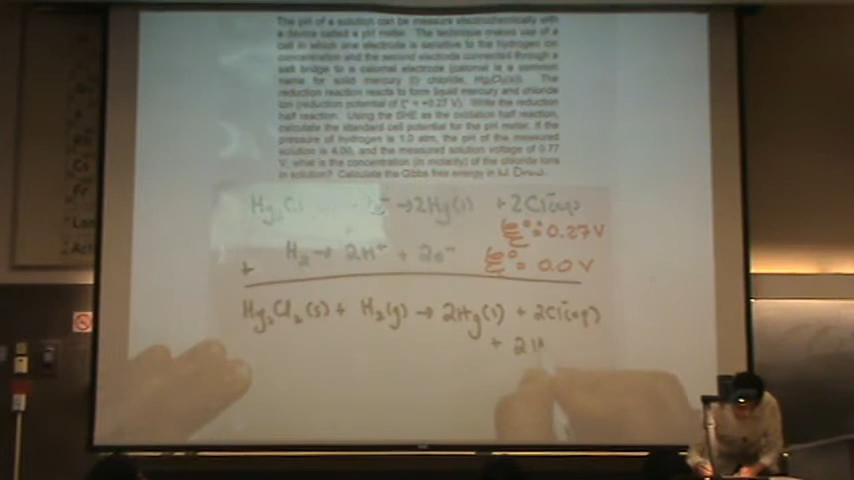 The pH of a solution can be measure electrochemically with
a device called a pH meter. The technique makes use of a
cell in which one electrode is sensitive to the hydrogen ion
concentration and the second electrode connected through a
salt bridge to a calomel electrode (calomel is a common
name for solid mercury (I) chloride, Hg₂Cl₂(s)). The
reduction reaction reacts to form liquid mercury and chloride
ion (reduction potential of ξ° = +0.27 V). Write the reduction
half reaction. Using the SHE as the oxidation half reaction,
calculate the standard cell potential for the pH meter. If the
pressure of hydrogen is 1.0 atm, the pH of the measured
solution is 4.00, and the measured solution voltage of 0.77
V, what is the concentration (in molarity) of the chloride ions
in solution? Calculate the Gibbs free energy in kJ.
Hg₂Cl e⁻ → 2Hg(l) + 2Cl⁻(aq)
ξ° = 0.27 V
+ H₂ → 2H⁺ + 2e⁻ ξ° = 0.0 V
Hg₂Cl₂(s) + H₂(g) → 2Hg(l) + 2Cl⁻(aq)
+ 2H